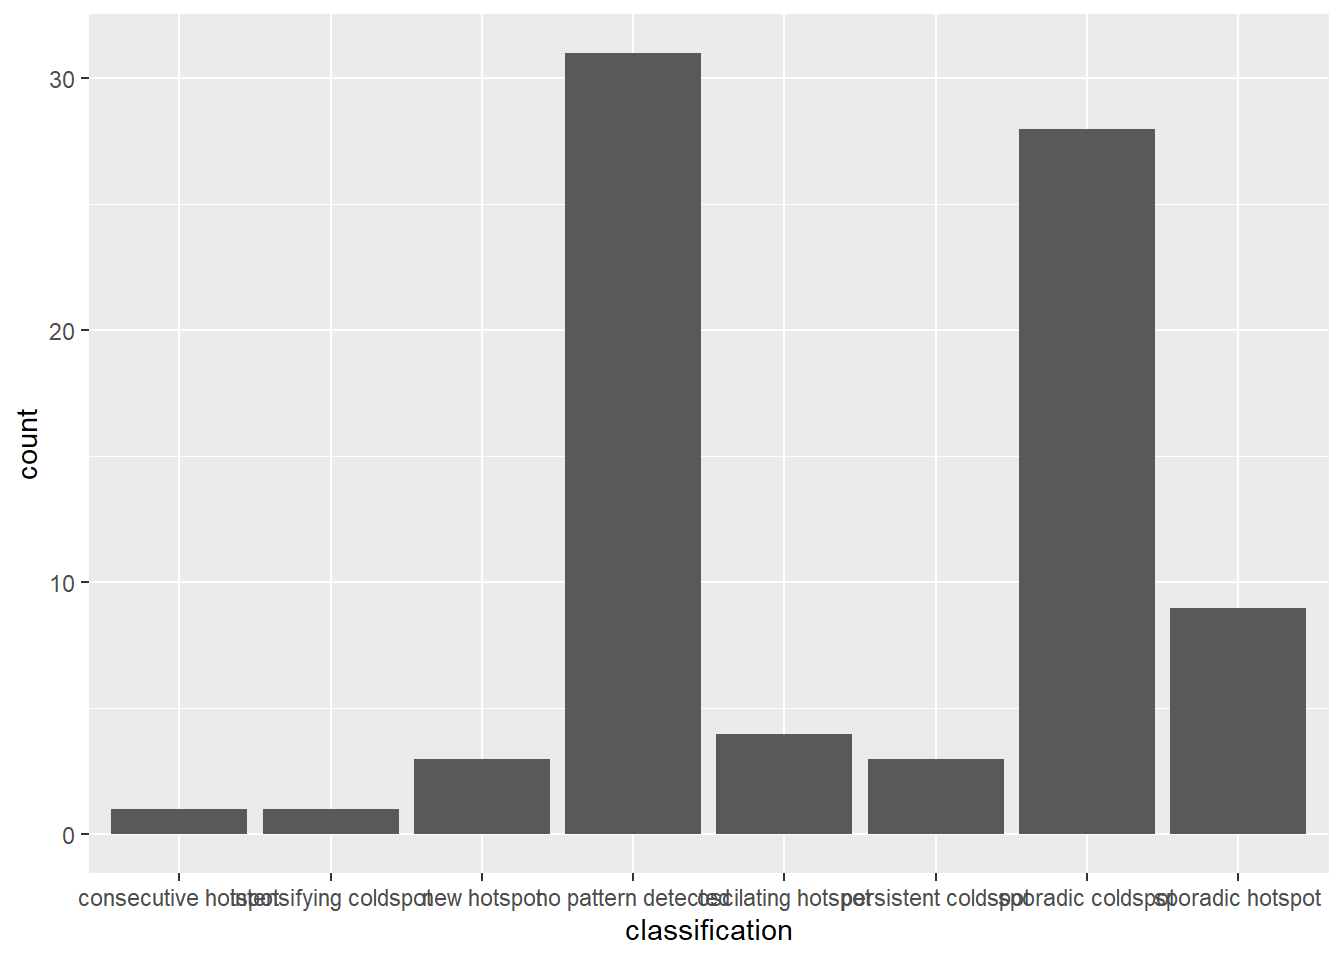 30
20
10
0
count
consecutive hotspot intensifying coldspot new hotspot no pattern detected oscilating hotspot persistent coldspot sporadic coldspot sporadic hotspot
classification